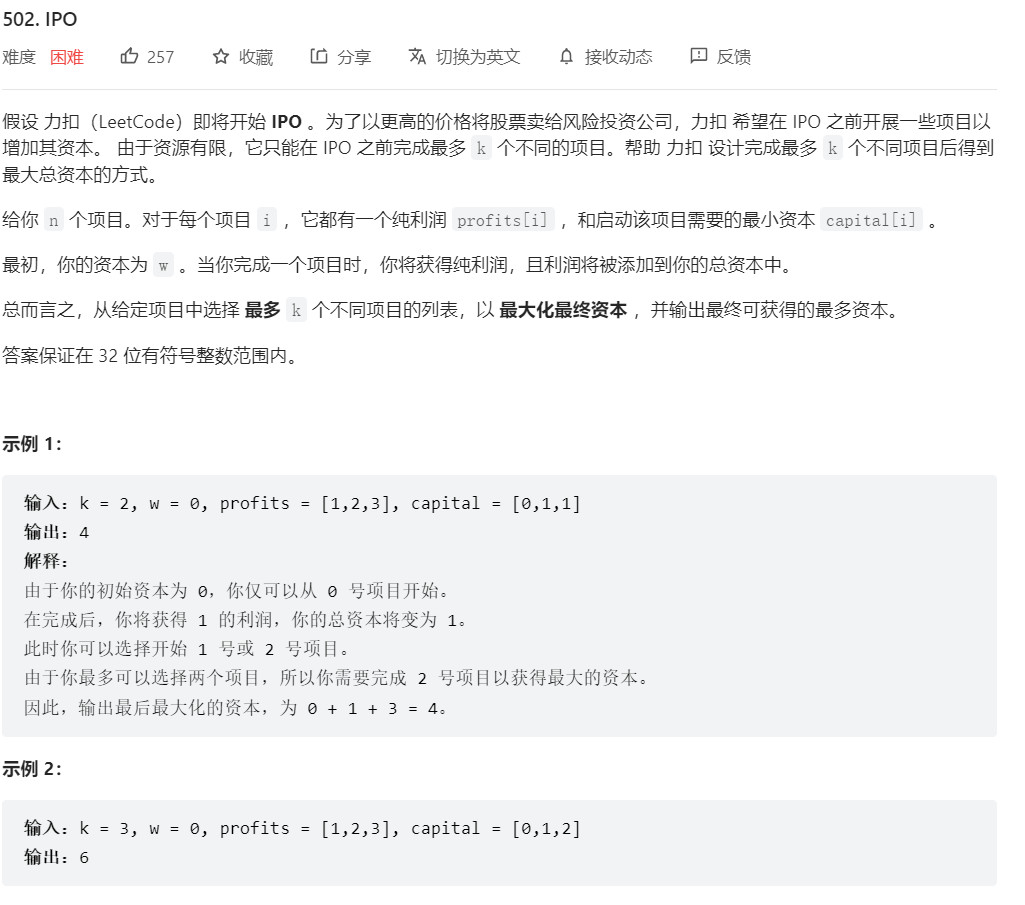 502. IPO
难度 困难 257 收藏 分享 切换为英文 接收动态 反馈
假设 力扣（LeetCode）即将开始 IPO 。为了以更高的价格将股票卖给风险投资公司，力扣 希望在 IPO 之前开展一些项目以
增加其资本。 由于资源有限，它只能在 IPO 之前完成最多 k 个不同的项目。帮助 力扣 设计完成最多 k 个不同项目后得到
最大总资本的方式。
给你 n 个项目。对于每个项目 i ，它都有一个纯利润 profits[i] ，和启动该项目需要的最小资本 capital[i] 。
最初，你的资本为 w 。当你完成一个项目时，你将获得纯利润，且利润将被添加到你的总资本中。
总而言之，从给定项目中选择 最多 k 个不同项目的列表，以 最大化最终资本 ，并输出最终可获得的最多资本。
答案保证在 32 位有符号整数范围内。
示例 1：
输入：k = 2, w = 0, profits = [1,2,3], capital = [0,1,1]
输出：4
解释：
由于你的初始资本为 0，你仅可以从 0 号项目开始。
在完成后，你将获得 1 的利润，你的总资本将变为 1。
此时你可以选择开始 1 号或 2 号项目。
由于你最多可以选择两个项目，所以你需要完成 2 号项目以获得最大的资本。
因此，输出最后最大化的资本，为 0 + 1 + 3 = 4。
示例 2：
输入：k = 3, w = 0, profits = [1,2,3], capital = [0,1,2]
输出：6